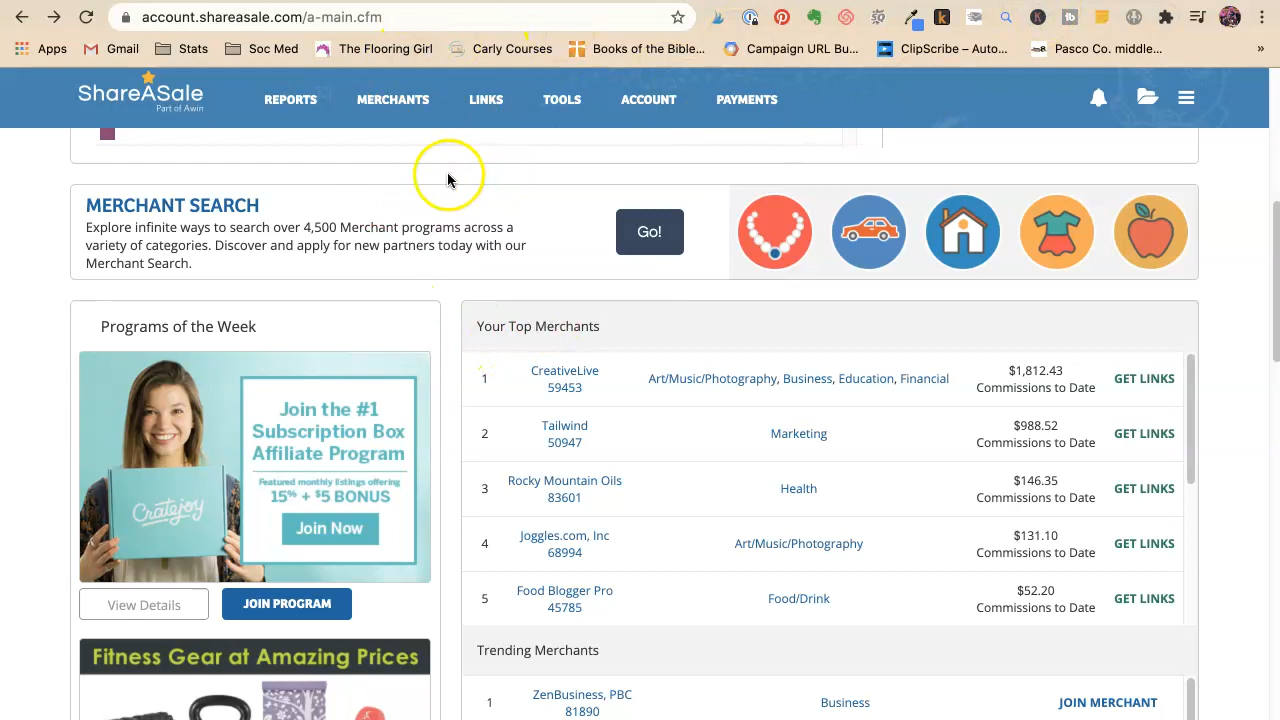 account.shareasale.com/a-main.cfm
Apps Gmail Stats Soc Med The Flooring Girl Carly Courses Books of the Bible... Campaign URL Bu... ClipScribe – Auto... Pasco Co. middle... »
ShareASale
Part of Awin
REPORTS MERCHANTS LINKS TOOLS ACCOUNT PAYMENTS
MERCHANT SEARCH
Explore infinite ways to search over 4,500 Merchant programs across a
variety of categories. Discover and apply for new partners today with our
Merchant Search.
Go!
Programs of the Week
Join the #1
Subscription Box
Affiliate Program
Featured monthly listings offering
15% + $5 BONUS
Join Now
Cratejoy
View Details JOIN PROGRAM
Fitness Gear at Amazing Prices
Your Top Merchants
1 CreativeLive 59453 Art/Music/Photography, Business, Education, Financial $1,812.43 Commissions to Date GET LINKS
2 Tailwind 50947 Marketing $988.52 Commissions to Date GET LINKS
3 Rocky Mountain Oils 83601 Health $146.35 Commissions to Date GET LINKS
4 Joggles.com, Inc 68994 Art/Music/Photography $131.10 Commissions to Date GET LINKS
5 Food Blogger Pro 45785 Food/Drink $52.20 Commissions to Date GET LINKS
Trending Merchants
1 ZenBusiness, PBC 81890 Business JOIN MERCHANT